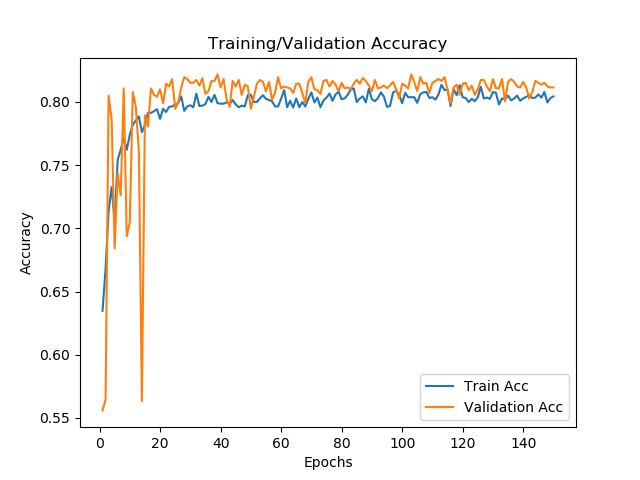 Training/Validation Accuracy
Accuracy
0.80
0.75
0.70
0.65
0.60
0.55
0 20 40 60 80 100 120 140
Epochs
Train Acc
Validation Acc